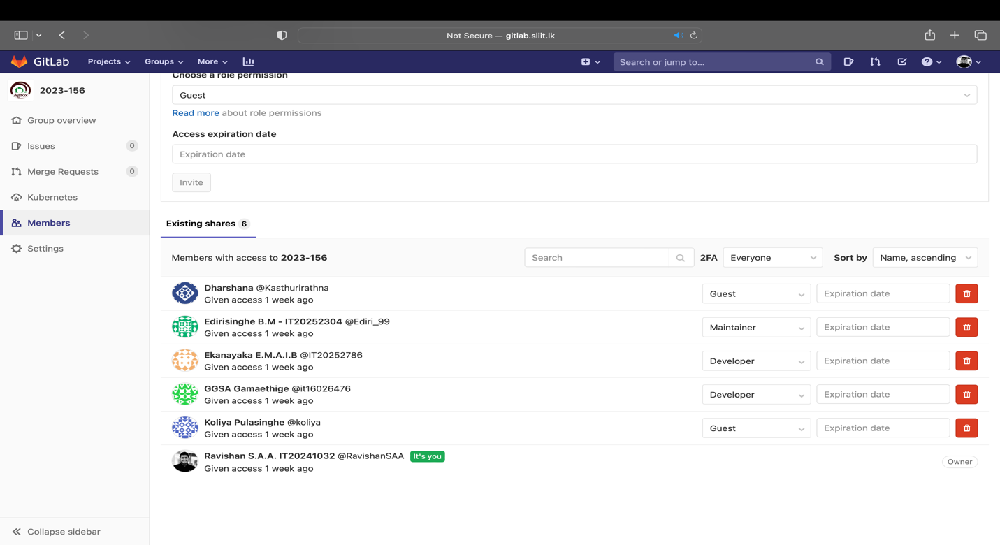 Not Secure — gitlab.sliit.lk
GitLab Projects Groups More Search or jump to...
Agrox
2023-156
Group overview
Issues 0
Merge Requests 0
Kubernetes
Members
Settings
Collapse sidebar
Choose a role permission
Guest
Read more about role permissions
Access expiration date
Expiration date
Invite
Existing shares 6
Members with access to 2023-156 Search 2FA Everyone Sort by Name, ascending
Dharshana @Kasthurirathna
Given access 1 week ago
Guest Expiration date
Edirisinghe B.M - IT20252304 @Ediri_99
Given access 1 week ago
Maintainer Expiration date
Ekanayaka E.M.A.I.B @IT20252786
Given access 1 week ago
Developer Expiration date
GGSA Gamaethige @it16026476
Given access 1 week ago
Developer Expiration date
Koliya Pulasinghe @koliya
Given access 1 week ago
Guest Expiration date
Ravishan S.A.A. IT20241032 @RavishanSAA It's you
Given access 1 week ago
Owner